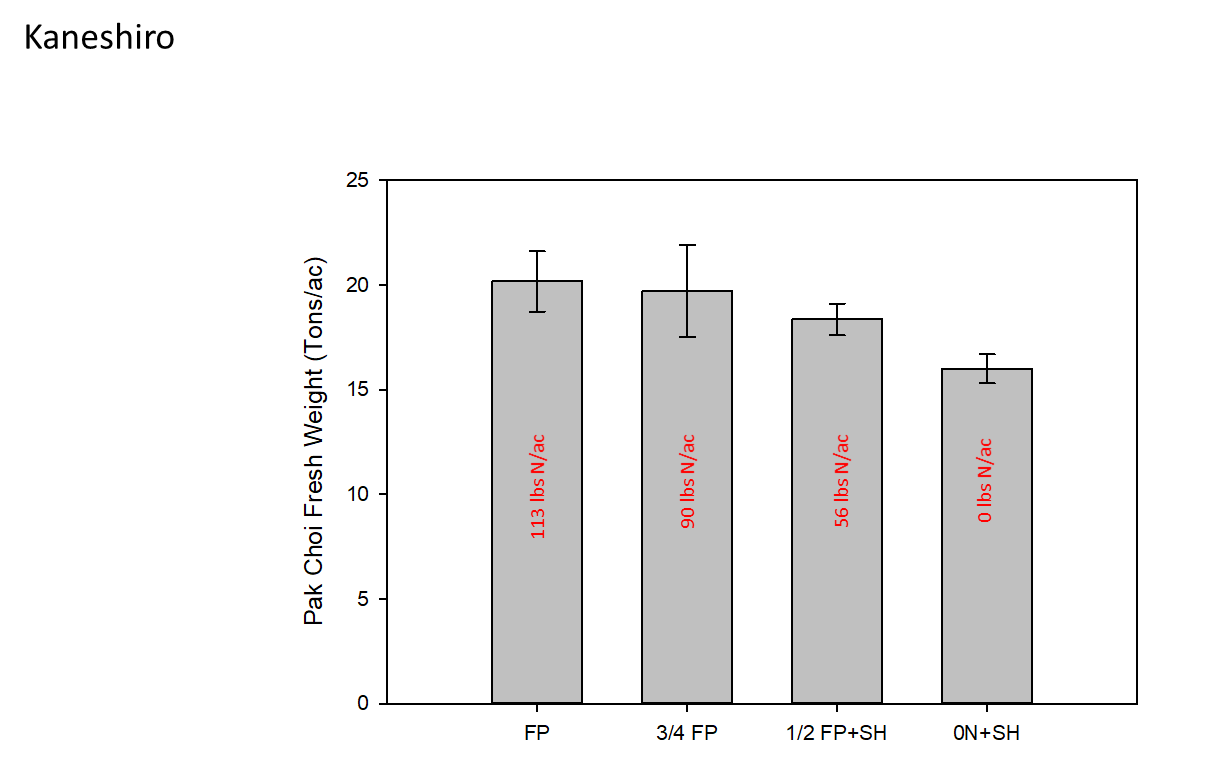 Kaneshiro
Pak Choi Fresh Weight (Tons/ac)
25
20
15
10
5
0
113 lbs N/ac
90 lbs N/ac
56 lbs N/ac
0 lbs N/ac
FP
3/4 FP
1/2 FP+SH
0N+SH